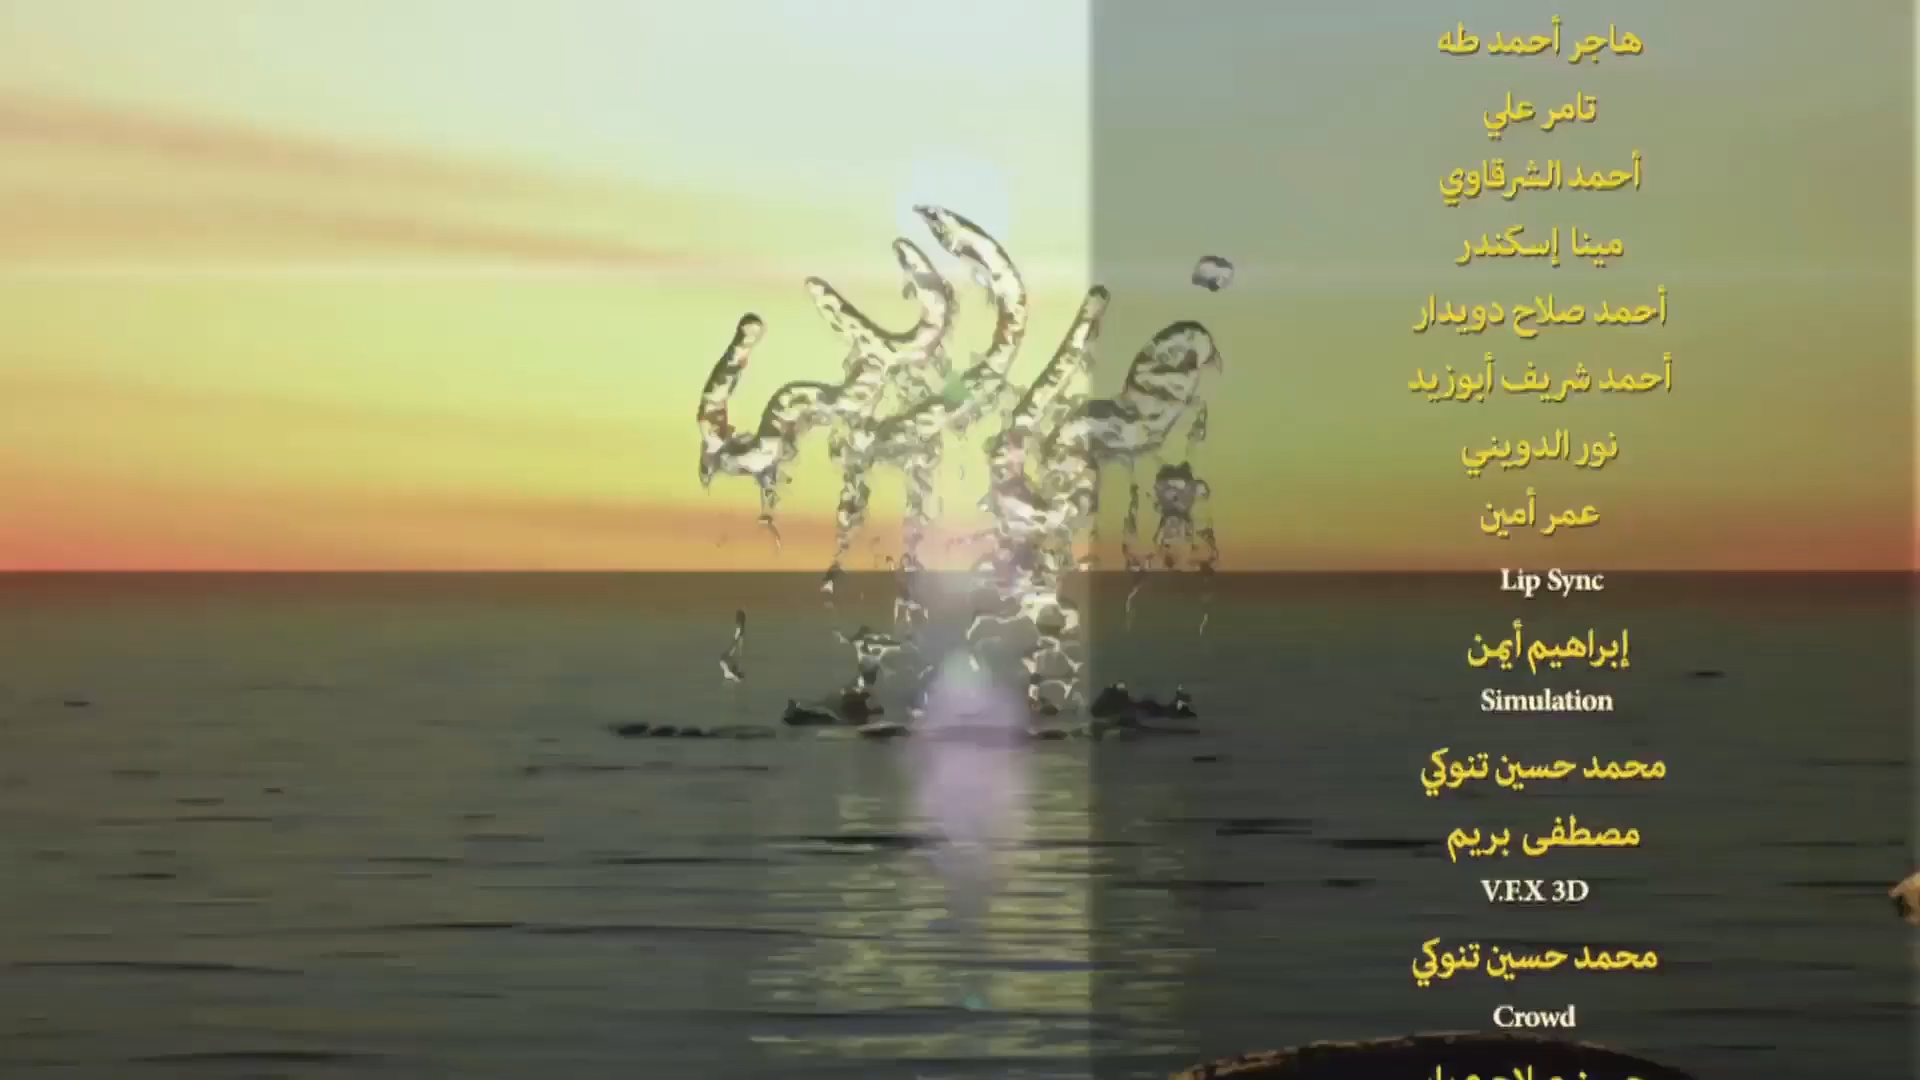 هاجر أحمد طه
تامر علي
أحمد الشرقاوي
مينا إسكندر
أحمد صلاح دويدار
أحمد شريف أبوزيد
نور الدويني
عمر أمين
Lip Sync
إبراهيم أيمن
Simulation
محمد حسين تنوكي
مصطفى بريم
V.F.X 3D
محمد حسين تنوكي
Crowd